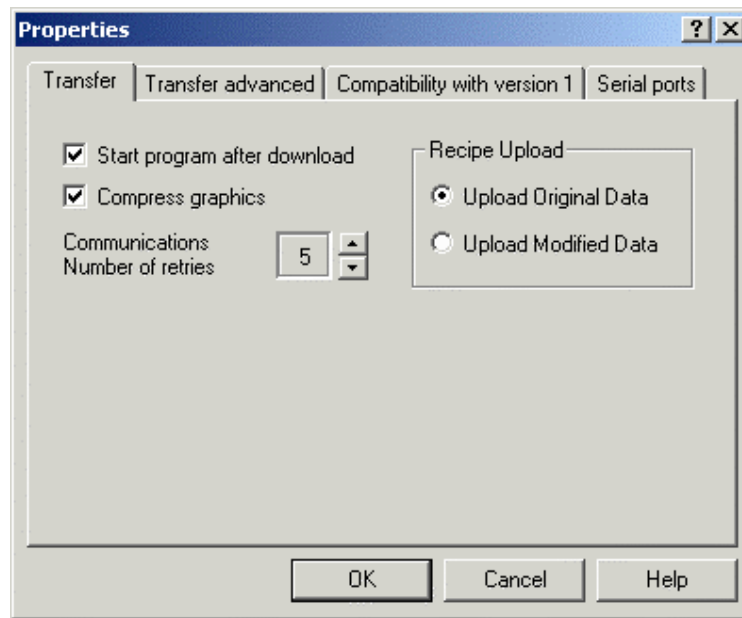 Properties
Transfer
Transfer advanced
Compatibility with version 1
Serial ports
Start program after download
Compress graphics
Communications
Number of retries
5
Recipe Upload
Upload Original Data
Upload Modified Data
OK
Cancel
Help